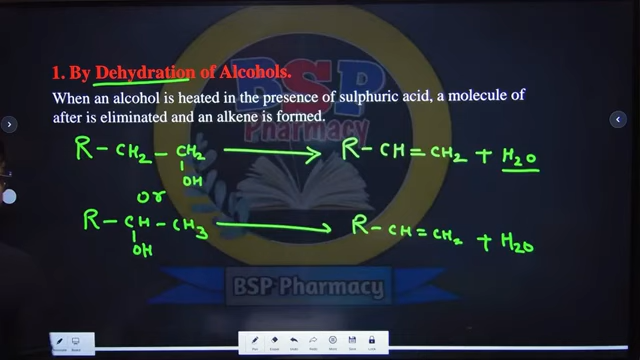 1. By Dehydration of Alcohols.
When an alcohol is heated in the presence of sulphuric acid, a molecule of
after is eliminated and an alkene is formed.
R-CH2-CH2 ⟶ R-CH=CH2 + H2O
OH
or
R-CH-CH3 ⟶ R-CH=CH2 + H2O
OH
BSP
Pharmacy
BSP Pharmacy